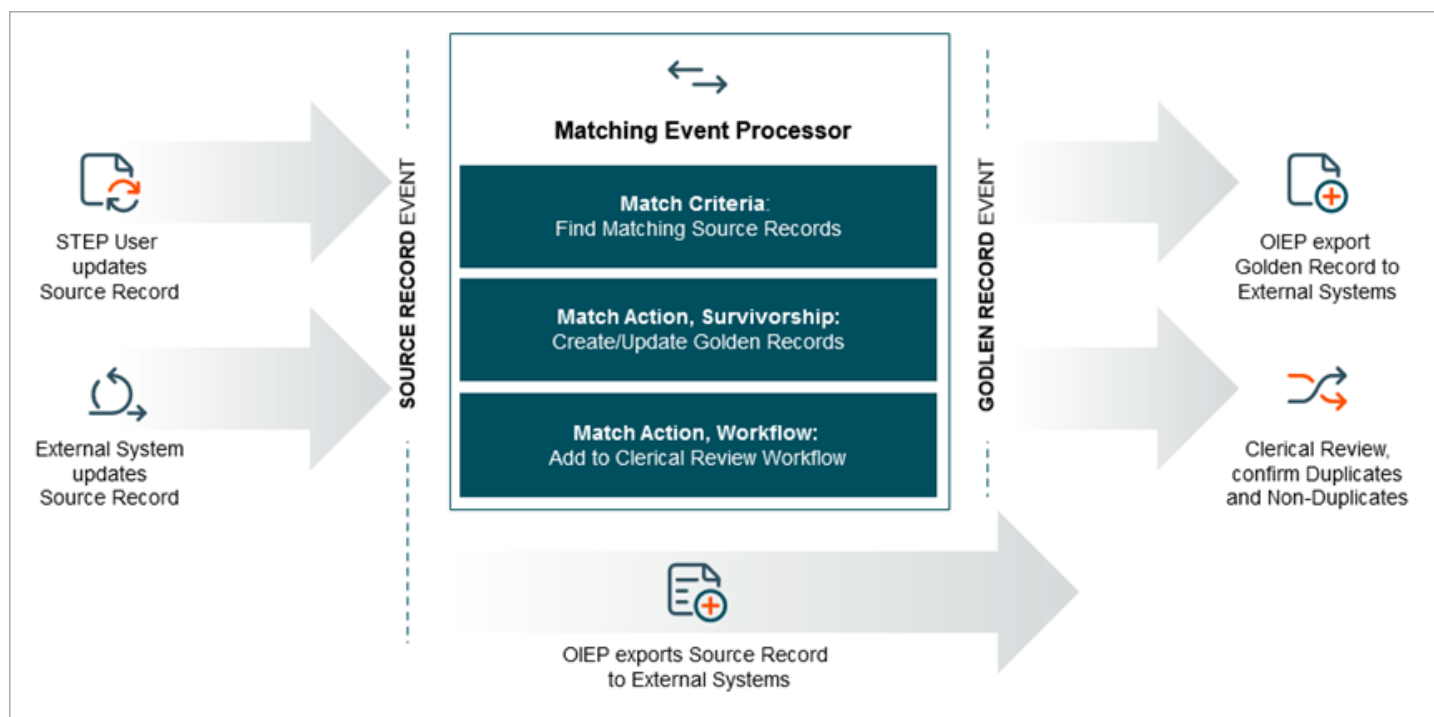 STEP User
updates
Source Record
External System
updates
Source Record
SOURCE RECORD EVENT
Matching Event Processor
Match Criteria:
Find Matching Source Records
Match Action, Survivorship:
Create/Update Golden Records
Match Action, Workflow:
Add to Clerical Review Workflow
GODLEN RECORD EVENT
OIEP export
Golden Record to
External Systems
Clerical Review,
confirm Duplicates
and Non-Duplicates
OIEP exports Source Record
to External Systems